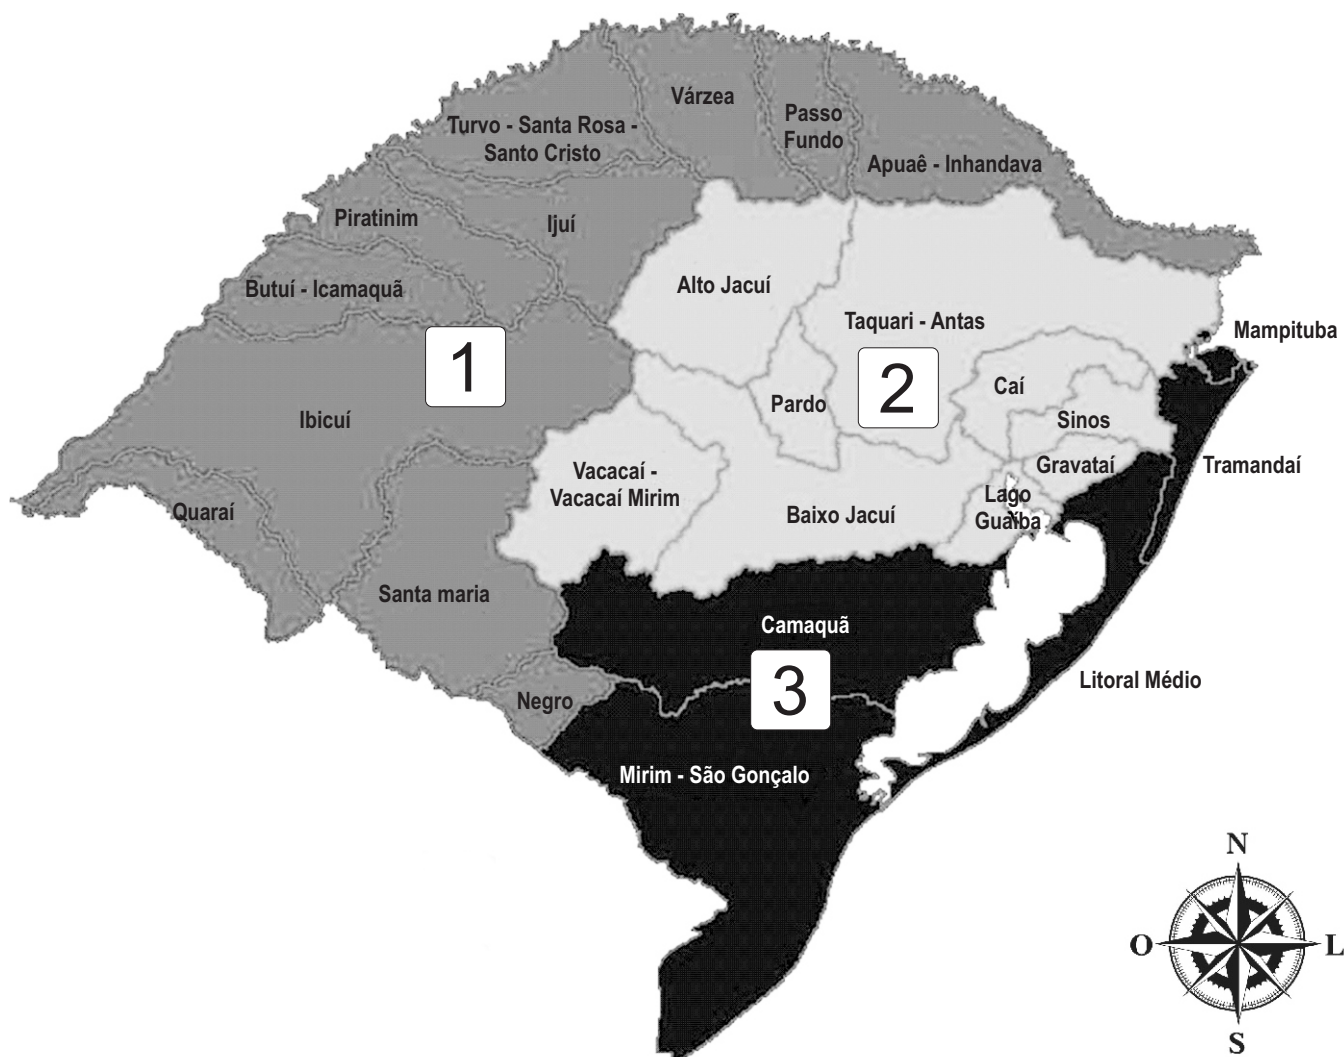 Várzea
Passo
Fundo
Turvo - Santa Rosa -
Santo Cristo
Apuaê - Inhandava
Piratinim
Ijuí
Butuí - Icamaquã
Alto Jacuí
Taquari - Antas
Mampituba
1
2
Caí
Pardo
Ibicuí
Sinos
Gravataí
Tramandaí
Vacacaí -
Vacacaí Mirim
Lago
Guaíba
Quaraí
Baixo Jacuí
Santa maria
Camaquã
3
Litoral Médio
Negro
Mirim - São Gonçalo
N
O
L
S